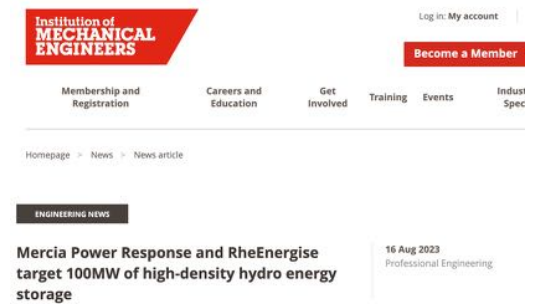 Institution of
MECHANICAL
ENGINEERS
Log in: My account
Become a Member
Membership and
Registration
Careers and
Education
Get
Involved
Training
Events
Homepage > News > News article
ENGINEERING NEWS
Mercia Power Response and RheEnergise
target 100MW of high-density hydro energy
storage
16 Aug 2023
Professional Engineering